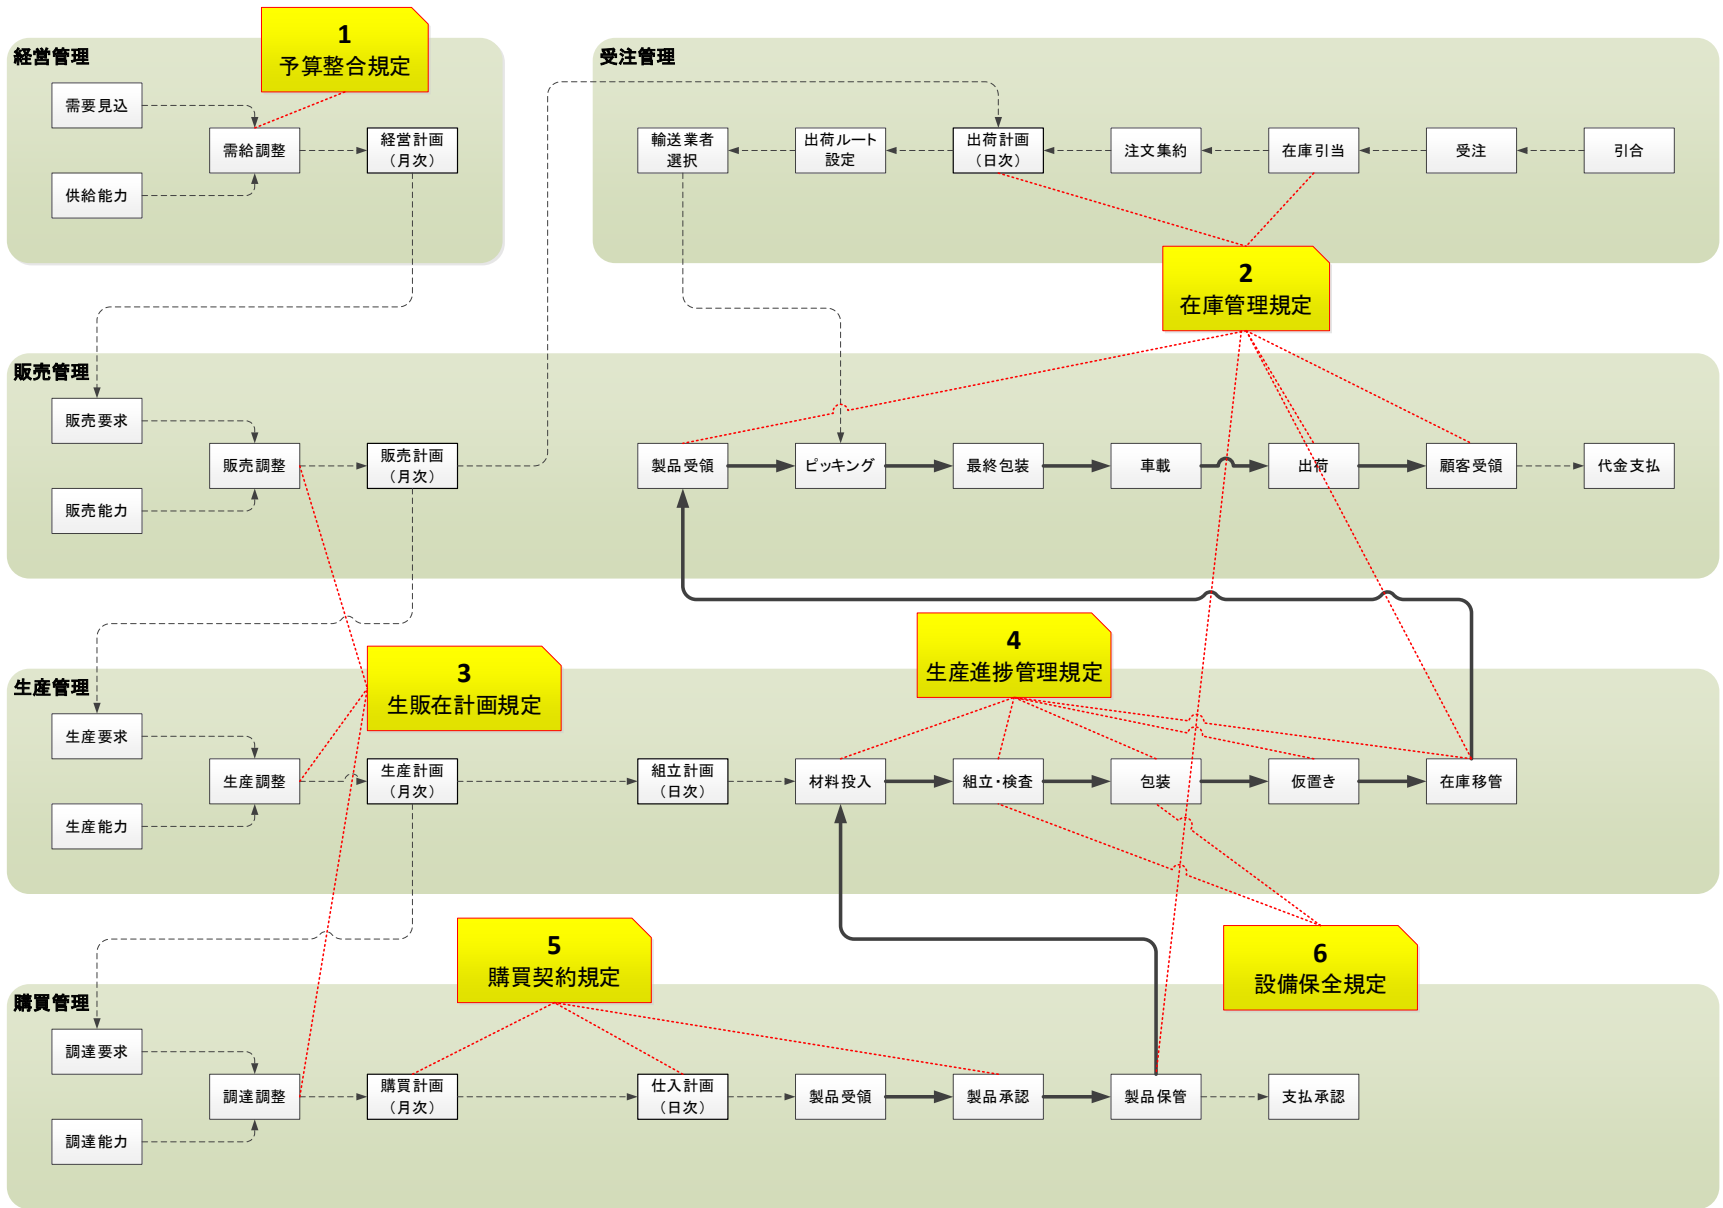 経営管理
1
予算整合規定
需要見込
需給調整
経営計画
（月次）
供給能力
受注管理
輸送業者
選択
出荷ルート
設定
出荷計画
（日次）
注文集約
在庫引当
受注
引合
2
在庫管理規定
販売管理
販売要求
販売調整
販売計画
（月次）
販売能力
製品受領
ピッキング
最終包装
車載
出荷
顧客受領
代金支払
生産管理
3
生販在計画規定
4
生産進捗管理規定
生産要求
生産調整
生産計画
（月次）
生産能力
組立計画
（日次）
材料投入
組立・検査
包装
仮置き
在庫移管
購買管理
5
購買契約規定
6
設備保全規定
調達要求
調達調整
購買計画
（月次）
調達能力
仕入計画
（日次）
製品受領
製品承認
製品保管
支払承認